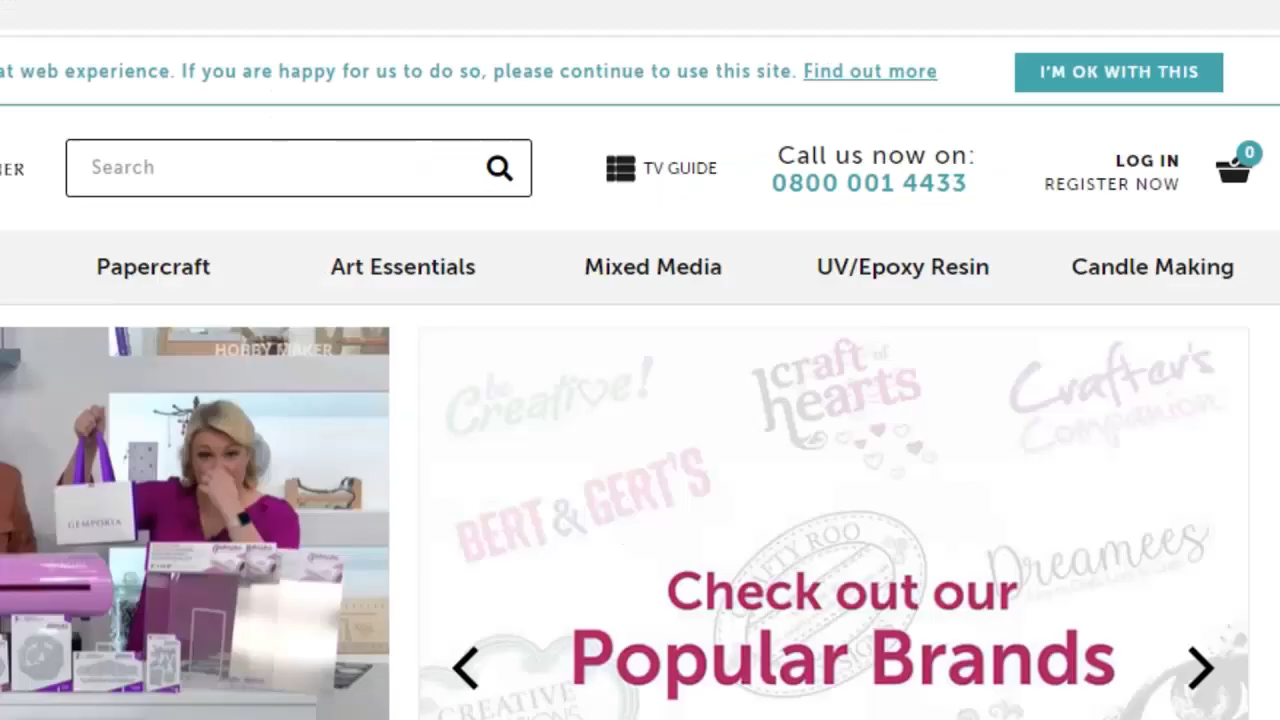 at web experience. If you are happy for us to do so, please continue to use this site. Find out more
I'M OK WITH THIS
ER
Search
TV GUIDE
Call us now on:
0800 001 4433
LOG IN
REGISTER NOW
0
Papercraft
Art Essentials
Mixed Media
UV/Epoxy Resin
Candle Making
HOBBY MAKER
GEMPORIA
be
Creative!
craft of
hearts
Crafter's
Companion
BERT & GERT'S
AFTY ROO
Dreamees
Check out our
Popular Brands
CREATIVE